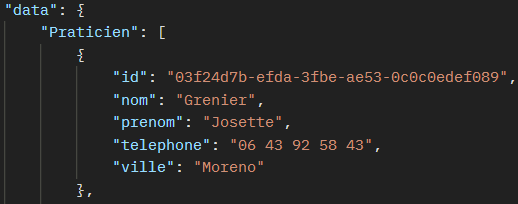 "data": {
"Praticien": [
{
"id": "03f24d7b-efda-3fbe-ae53-0c0c0edef089",
"nom": "Grenier",
"prenom": "Josette",
"telephone": "06 43 92 58 43",
"ville": "Moreno"
},